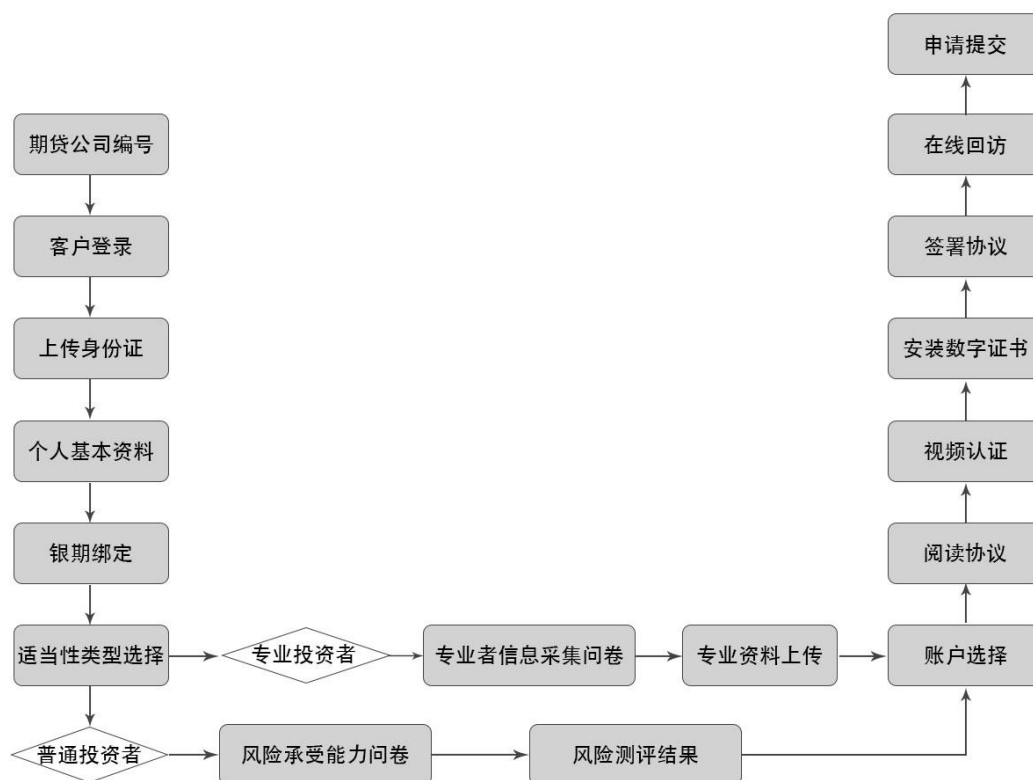 期贷公司编号
客户登录
上传身份证
个人基本资料
银期绑定
适当性类型选择
专业投资者
专业者信息采集问卷
专业资料上传
普通投资者
风险承受能力问卷
风险测评结果
账户选择
阅读协议
视频认证
安装数字证书
签署协议
在线回访
申请提交